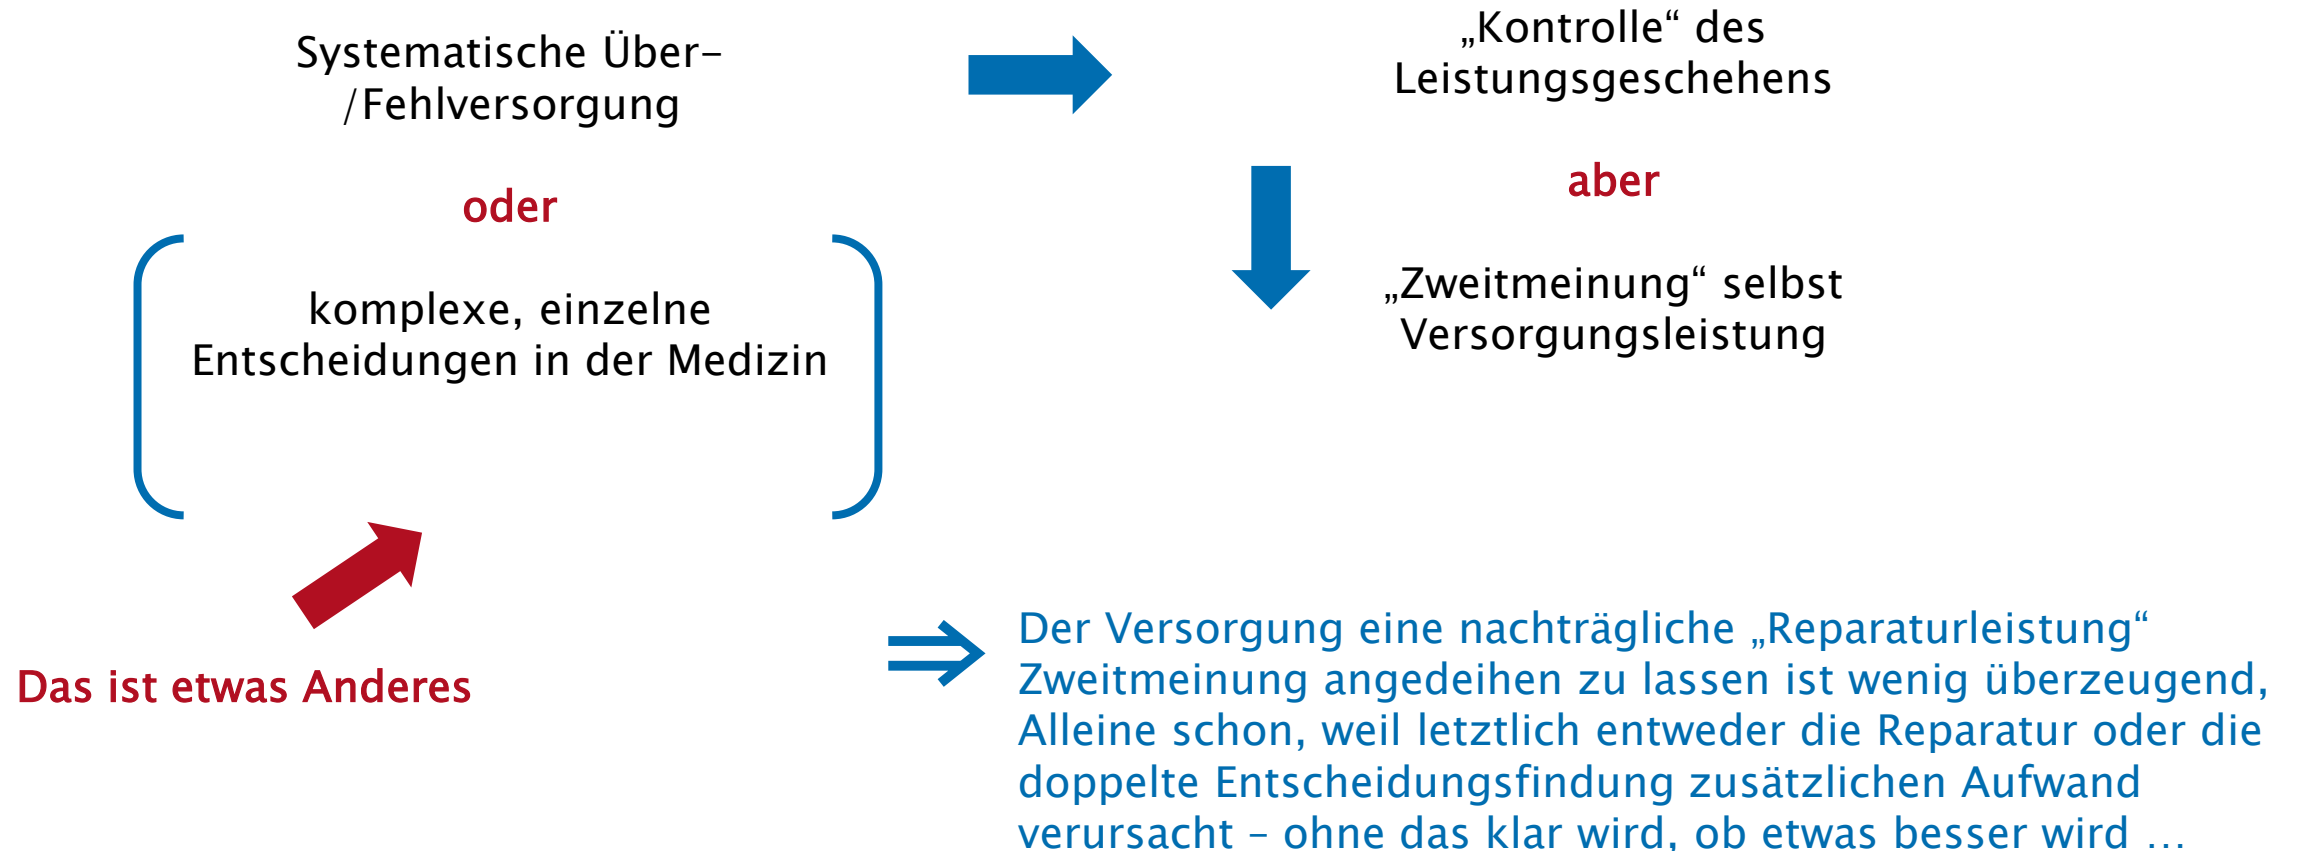 Systematische Über-
/Fehlversorgung
oder
komplexe, einzelne
Entscheidungen in der Medizin
Das ist etwas Anderes
„Kontrolle“ des
Leistungsgeschehens
aber
„Zweitmeinung“ selbst
Versorgungsleistung
Der Versorgung eine nachträgliche „Reparaturleistung“
Zweitmeinung angedeihen zu lassen ist wenig überzeugend,
Alleine schon, weil letztlich entweder die Reparatur oder die
doppelte Entscheidungsfindung zusätzlichen Aufwand
verursacht – ohne das klar wird, ob etwas besser wird …